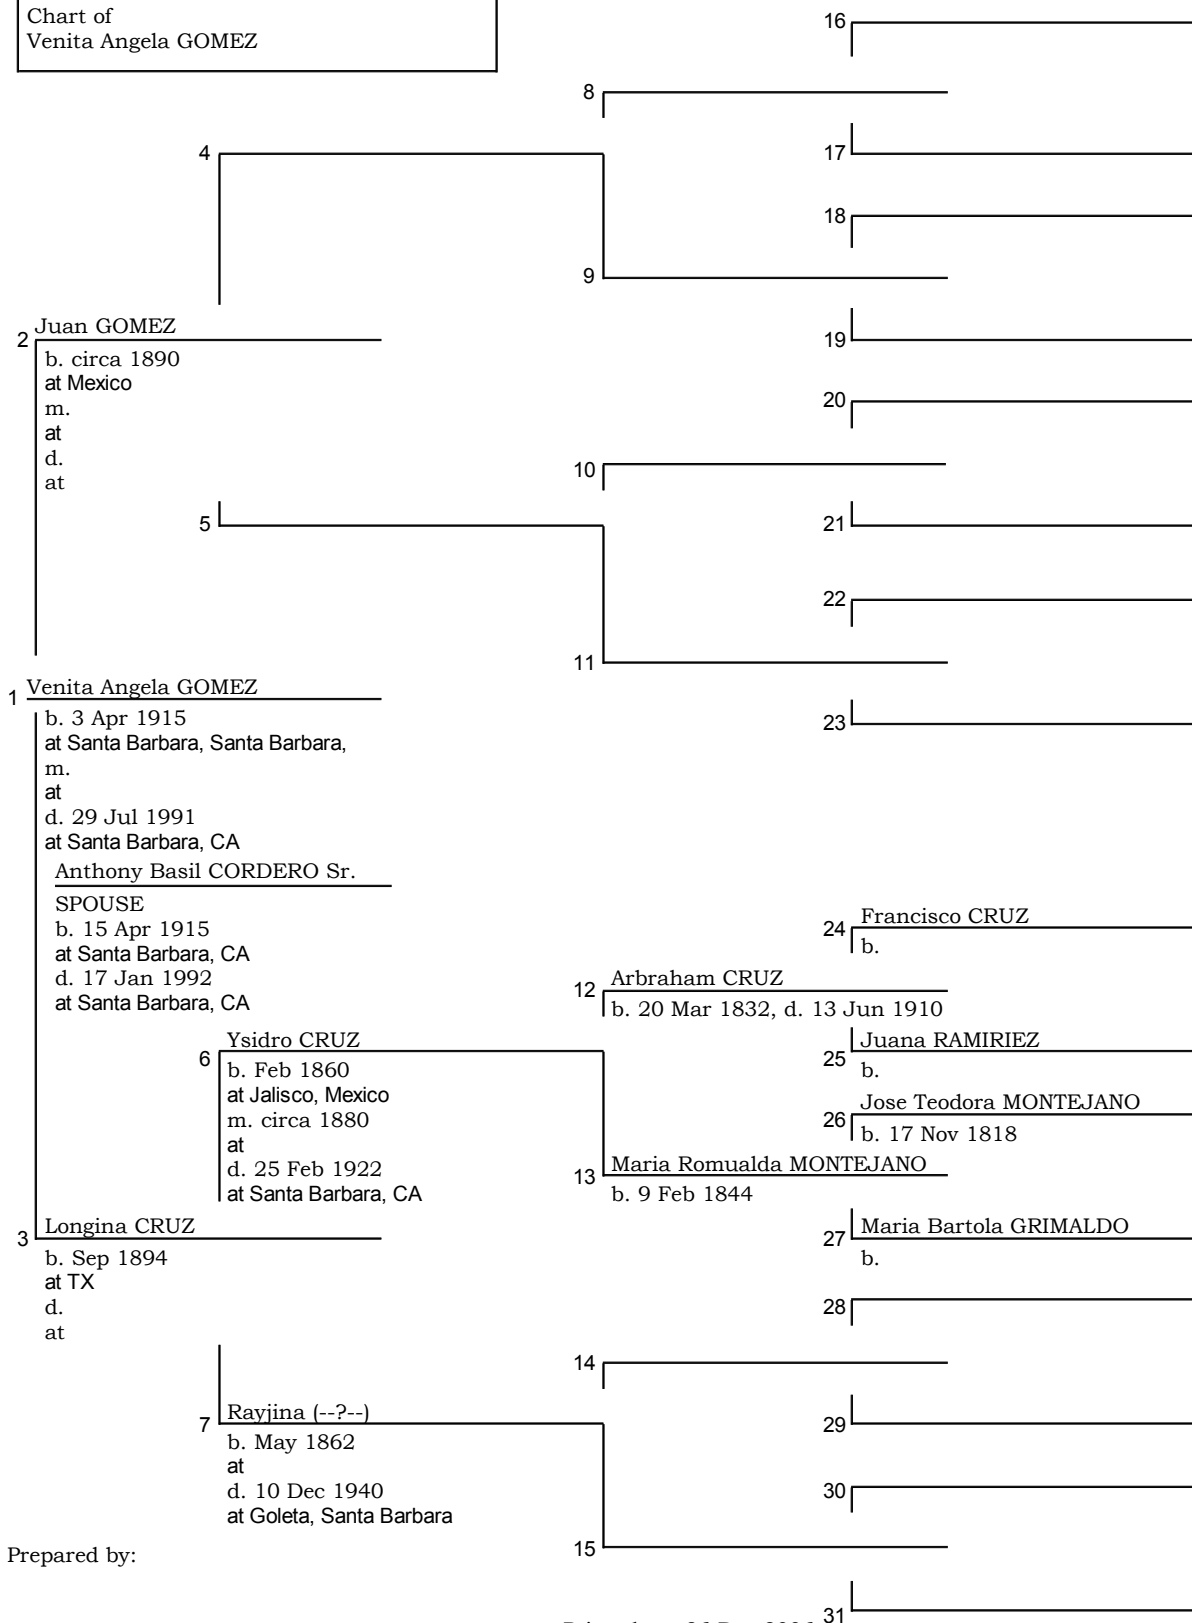 Chart of
Venita Angela GOMEZ
16
8
4
17
18
9
2 Juan GOMEZ
b. circa 1890
at Mexico
m.
at
d.
at
19
20
10
5
21
22
11
1 Venita Angela GOMEZ
b. 3 Apr 1915
at Santa Barbara, Santa Barbara,
m.
at
d. 29 Jul 1991
at Santa Barbara, CA
23
Anthony Basil CORDERO Sr.
SPOUSE
b. 15 Apr 1915
at Santa Barbara, CA
d. 17 Jan 1992
at Santa Barbara, CA
24 Francisco CRUZ
b.
12 Arbraham CRUZ
b. 20 Mar 1832, d. 13 Jun 1910
6 Ysidro CRUZ
b. Feb 1860
at Jalisco, Mexico
m. circa 1880
at
d. 25 Feb 1922
at Santa Barbara, CA
25 Juana RAMIRIEZ
b.
26 Jose Teodora MONTEJANO
b. 17 Nov 1818
13 Maria Romualda MONTEJANO
b. 9 Feb 1844
3 Longina CRUZ
b. Sep 1894
at TX
d.
at
27 Maria Bartola GRIMALDO
b.
28
14
7 Rayjina (--?--)
b. May 1862
at
d. 10 Dec 1940
at Goleta, Santa Barbara
29
30
15
Prepared by:
31